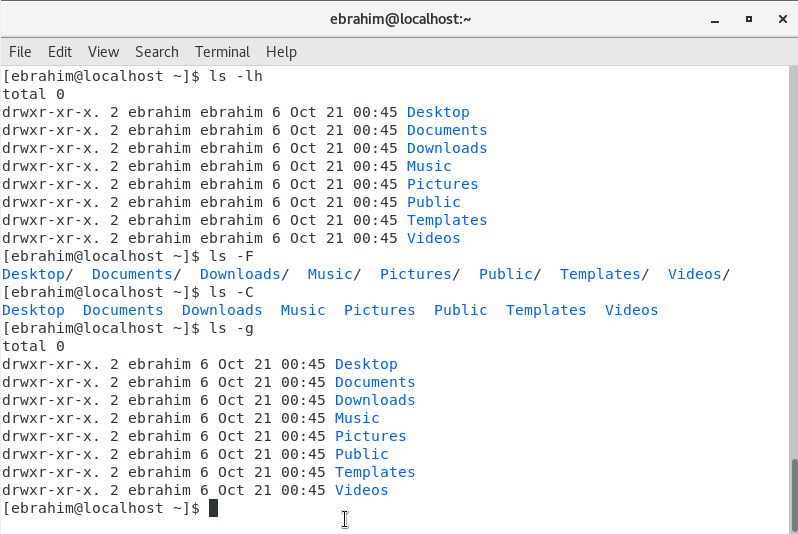 ebrahim@localhost:~
File Edit View Search Terminal Help
[ebrahim@localhost ~]$ ls -lh
total 0
drwxr-xr-x. 2 ebrahim ebrahim 6 Oct 21 00:45 Desktop
drwxr-xr-x. 2 ebrahim ebrahim 6 Oct 21 00:45 Documents
drwxr-xr-x. 2 ebrahim ebrahim 6 Oct 21 00:45 Downloads
drwxr-xr-x. 2 ebrahim ebrahim 6 Oct 21 00:45 Music
drwxr-xr-x. 2 ebrahim ebrahim 6 Oct 21 00:45 Pictures
drwxr-xr-x. 2 ebrahim ebrahim 6 Oct 21 00:45 Public
drwxr-xr-x. 2 ebrahim ebrahim 6 Oct 21 00:45 Templates
drwxr-xr-x. 2 ebrahim ebrahim 6 Oct 21 00:45 Videos
[ebrahim@localhost ~]$ ls -F
Desktop/  Documents/  Downloads/  Music/  Pictures/  Public/  Templates/  Videos/
[ebrahim@localhost ~]$ ls -C
Desktop  Documents  Downloads  Music  Pictures  Public  Templates  Videos
[ebrahim@localhost ~]$ ls -g
total 0
drwxr-xr-x. 2 ebrahim 6 Oct 21 00:45 Desktop
drwxr-xr-x. 2 ebrahim 6 Oct 21 00:45 Documents
drwxr-xr-x. 2 ebrahim 6 Oct 21 00:45 Downloads
drwxr-xr-x. 2 ebrahim 6 Oct 21 00:45 Music
drwxr-xr-x. 2 ebrahim 6 Oct 21 00:45 Pictures
drwxr-xr-x. 2 ebrahim 6 Oct 21 00:45 Public
drwxr-xr-x. 2 ebrahim 6 Oct 21 00:45 Templates
drwxr-xr-x. 2 ebrahim 6 Oct 21 00:45 Videos
[ebrahim@localhost ~]$